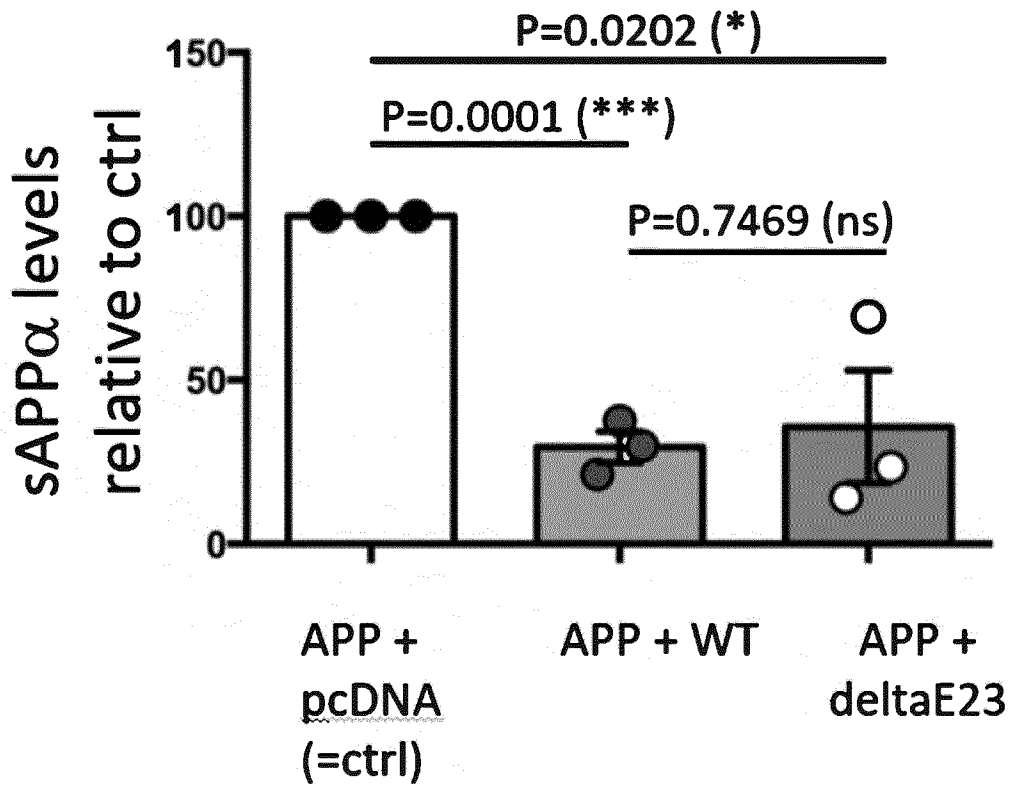 P=0.0202 (*)
P=0.0001 (***)
P=0.7469 (ns)
sAPPα levels
relative to ctrl
150
100
50
0
APP +
pcDNA
(=ctrl)
APP + WT
APP +
deltaE23